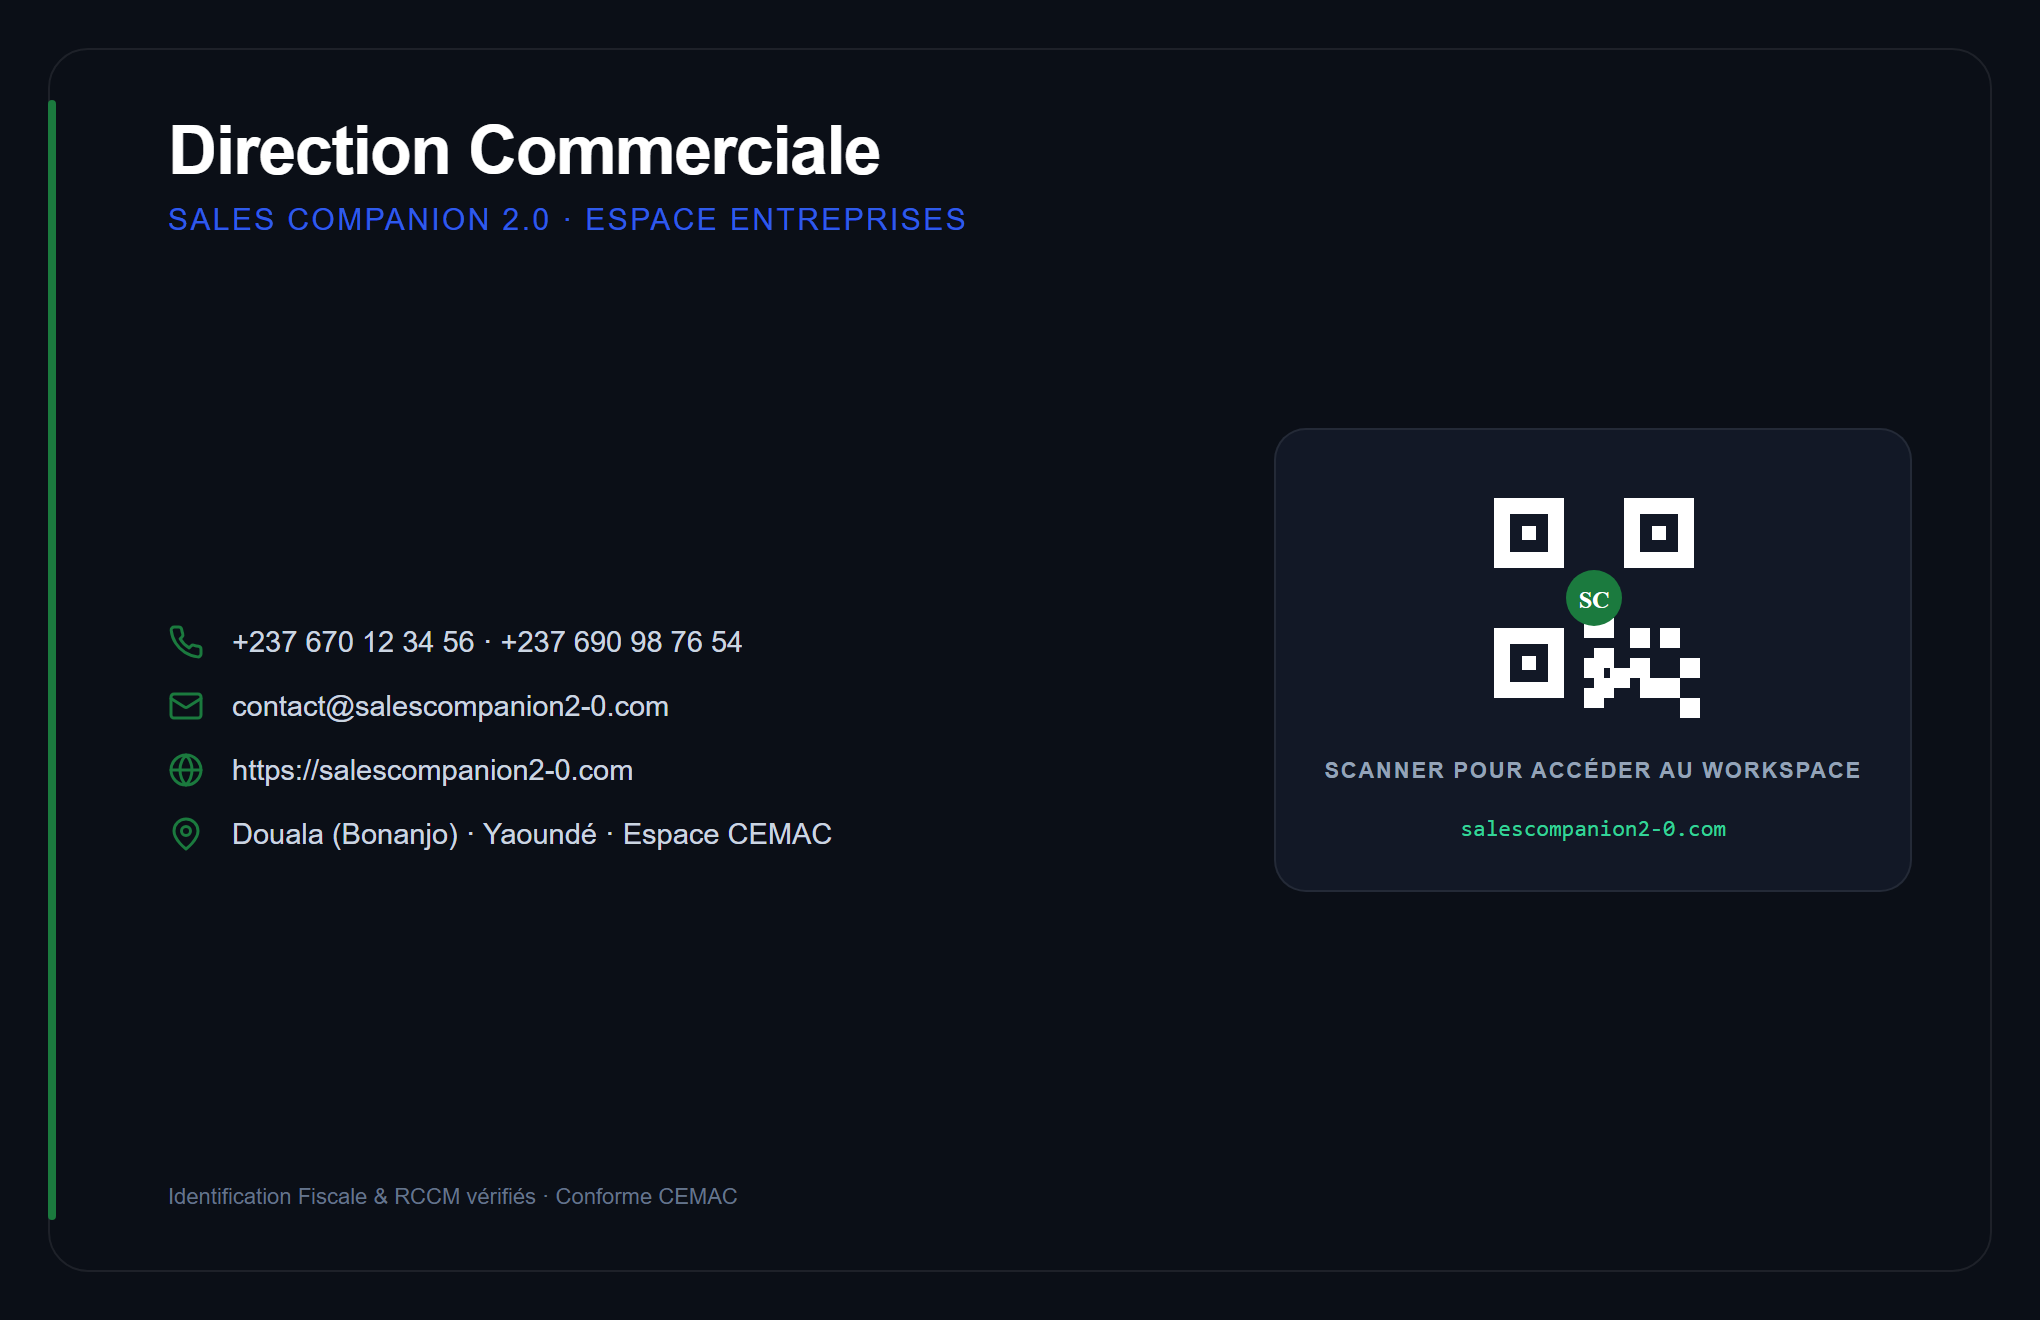 Direction Commerciale
SALES COMPANION 2.0 · ESPACE ENTREPRISES
+237 670 12 34 56 · +237 690 98 76 54
contact@salescompanion2-0.com
https://salescompanion2-0.com
Douala (Bonanjo) · Yaoundé · Espace CEMAC
SC
SCANNER POUR ACCÉDER AU WORKSPACE
salescompanion2-0.com
Identification Fiscale & RCCM vérifiés · Conforme CEMAC